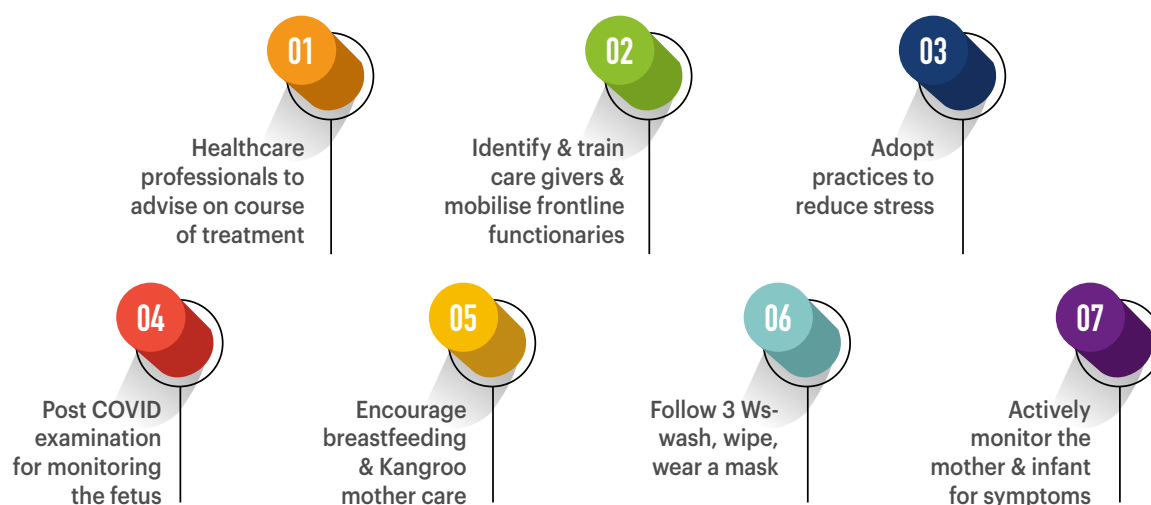 01
Healthcare
professionals to
advise on course
of treatment
02
Identify & train
care givers &
mobilise frontline
functionaries
03
Adopt
practices to
reduce stress
04
Post COVID
examination
for monitoring
the fetus
05
Encourage
breastfeeding
& Kangroo
mother care
06
Follow 3 Ws-
wash, wipe,
wear a mask
07
Actively
monitor the
mother & infant
for symptoms